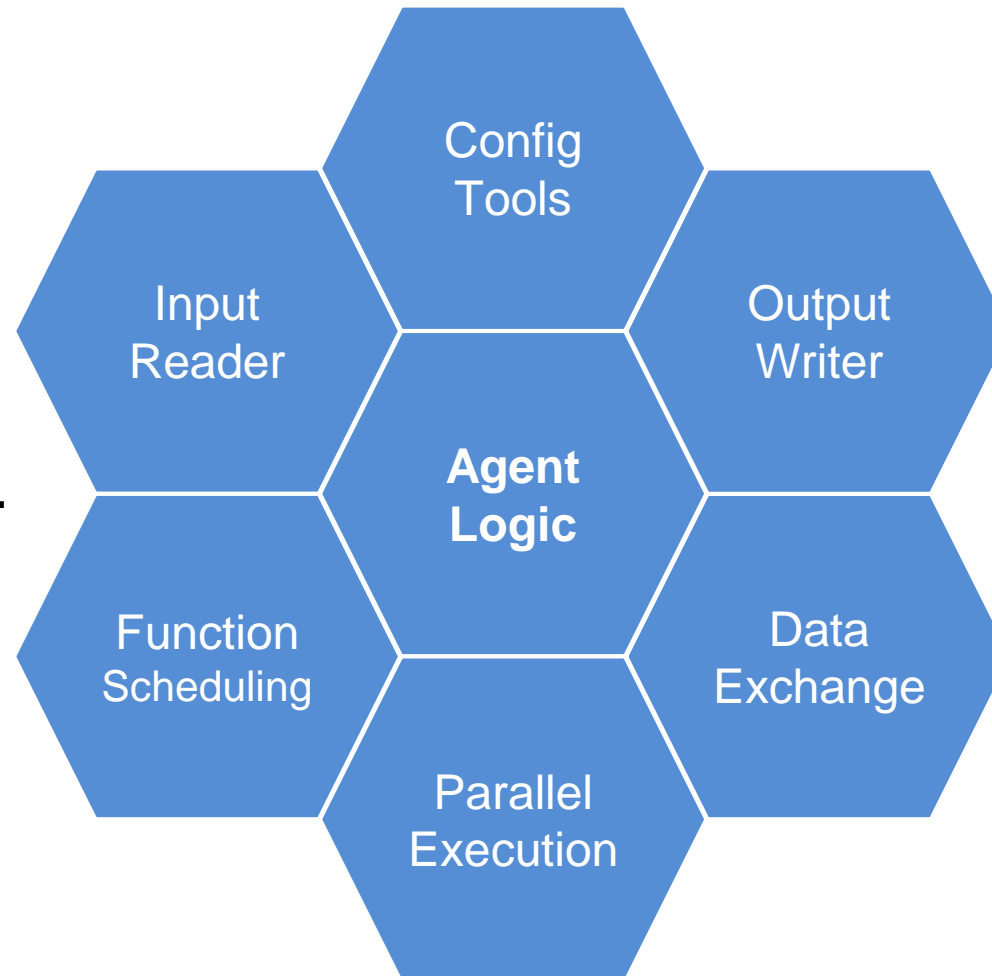 Config
Tools
Input
Reader
Output
Writer
Agent
Logic
Function
Scheduling
Data
Exchange
Parallel
Execution